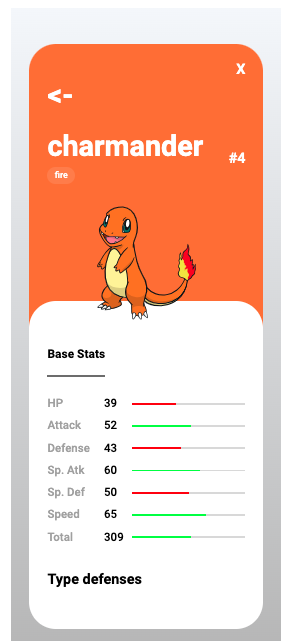 X
<-
charmander
#4
fire
Base Stats
HP 39
Attack 52
Defense 43
Sp. Atk 60
Sp. Def 50
Speed 65
Total 309
Type defenses